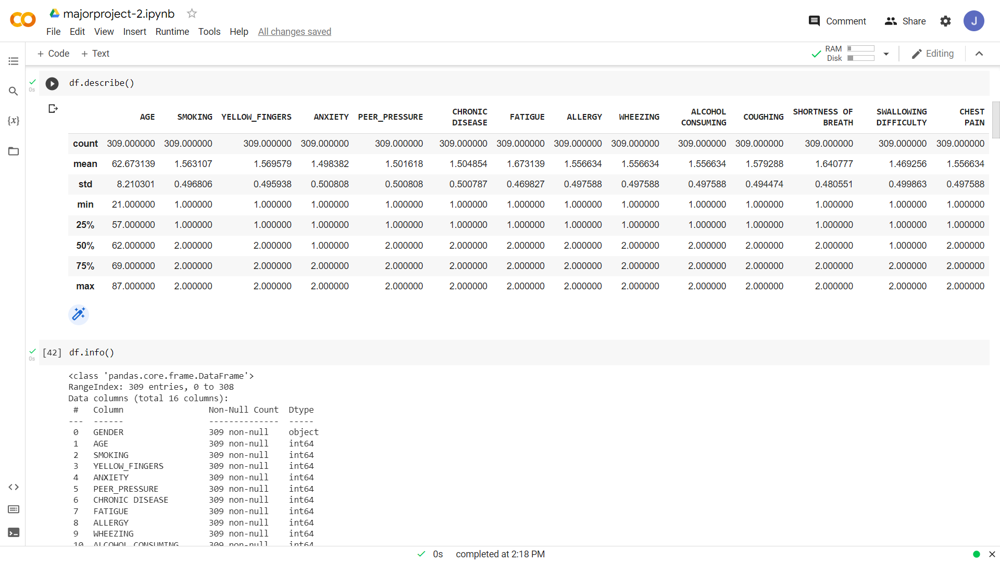 majorproject-2.ipynb
Comment
Share
J
File Edit View Insert Runtime Tools Help All changes saved
+ Code + Text
RAM
Disk
Editing
0s
df.describe()
AGE SMOKING YELLOW_FINGERS ANXIETY PEER_PRESSURE CHRONIC DISEASE FATIGUE ALLERGY WHEEZING ALCOHOL CONSUMING COUGHING SHORTNESS OF BREATH SWALLOWING DIFFICULTY CHEST PAIN
count 309.000000 309.000000 309.000000 309.000000 309.000000 309.000000 309.000000 309.000000 309.000000 309.000000 309.000000 309.000000 309.000000 309.000000
mean 62.673139 1.563107 1.569579 1.498382 1.501618 1.504854 1.673139 1.556634 1.556634 1.556634 1.579288 1.640777 1.469256 1.556634
std 8.210301 0.496806 0.495938 0.500808 0.500808 0.500787 0.469827 0.497588 0.497588 0.497588 0.494474 0.480551 0.499863 0.497588
min 21.000000 1.000000 1.000000 1.000000 1.000000 1.000000 1.000000 1.000000 1.000000 1.000000 1.000000 1.000000 1.000000 1.000000
25% 57.000000 1.000000 1.000000 1.000000 1.000000 1.000000 1.000000 1.000000 1.000000 1.000000 1.000000 1.000000 1.000000 1.000000
50% 62.000000 2.000000 2.000000 1.000000 2.000000 2.000000 2.000000 2.000000 2.000000 2.000000 2.000000 2.000000 1.000000 2.000000
75% 69.000000 2.000000 2.000000 2.000000 2.000000 2.000000 2.000000 2.000000 2.000000 2.000000 2.000000 2.000000 2.000000 2.000000
max 87.000000 2.000000 2.000000 2.000000 2.000000 2.000000 2.000000 2.000000 2.000000 2.000000 2.000000 2.000000 2.000000 2.000000
0s
[42] df.info()
<class 'pandas.core.frame.DataFrame'>
RangeIndex: 309 entries, 0 to 308
Data columns (total 16 columns):
# Column Non-Null Count Dtype
--- ------ -------------- -----
0 GENDER 309 non-null object
1 AGE 309 non-null int64
2 SMOKING 309 non-null int64
3 YELLOW_FINGERS 309 non-null int64
4 ANXIETY 309 non-null int64
5 PEER_PRESSURE 309 non-null int64
6 CHRONIC DISEASE 309 non-null int64
7 FATIGUE 309 non-null int64
8 ALLERGY 309 non-null int64
9 WHEEZING 309 non-null int64
10 ALCOHOL CONSUMING 309 non-null int64
0s completed at 2:18 PM